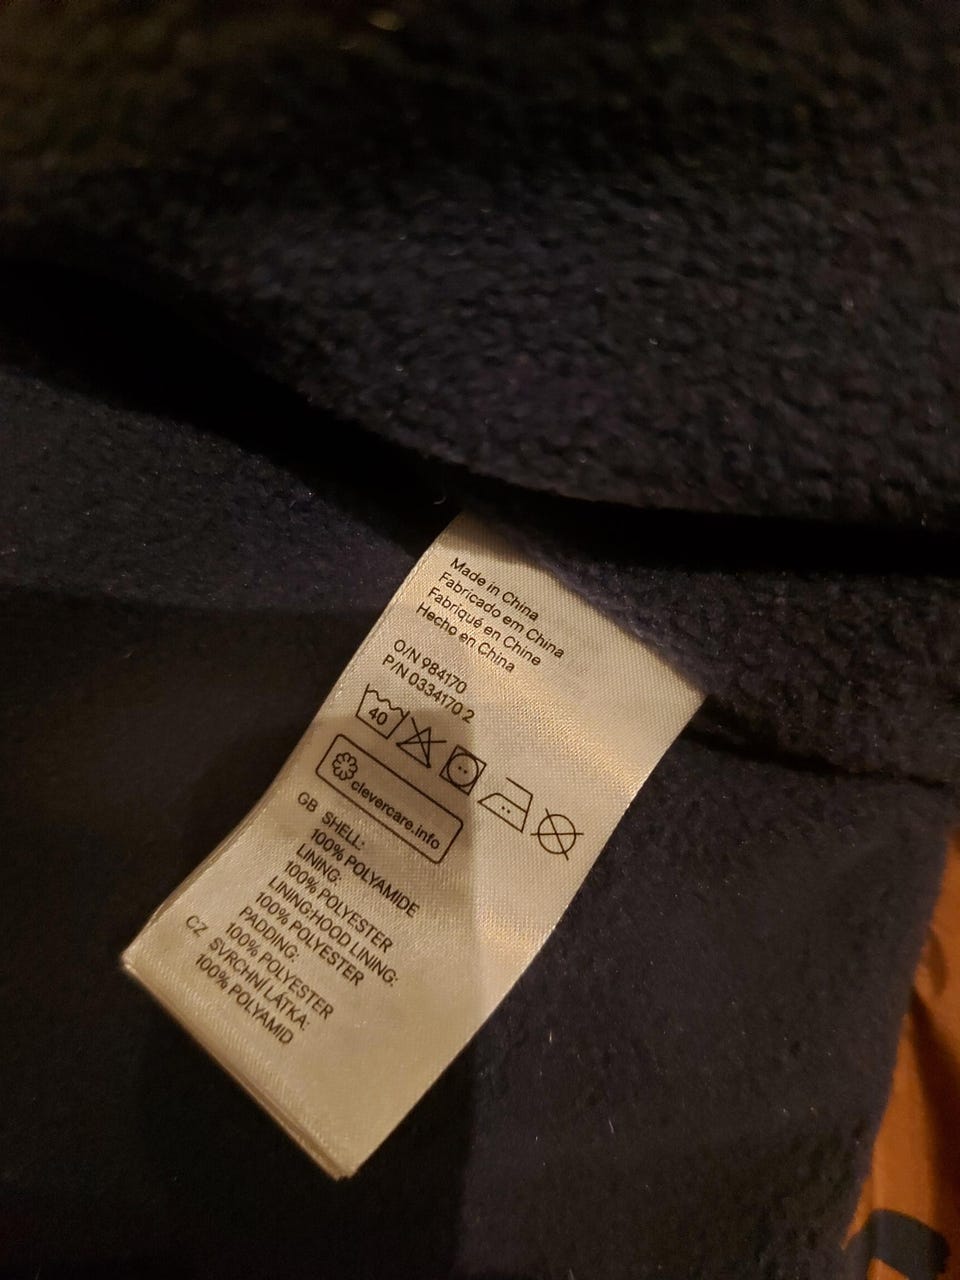 Made in China
Fabricado em China
Fabriqué en Chine
Hecho en China
O/N 984170
P/N 0334170 2
40
clevercare.info
GB SHELL:
100% POLYAMIDE
LINING:
100% POLYESTER
LINING:HOOD LINING:
100% POLYESTER
PADDING:
100% POLYESTER
CZ SVRCHNÍ LÁTKA:
100% POLYAMID